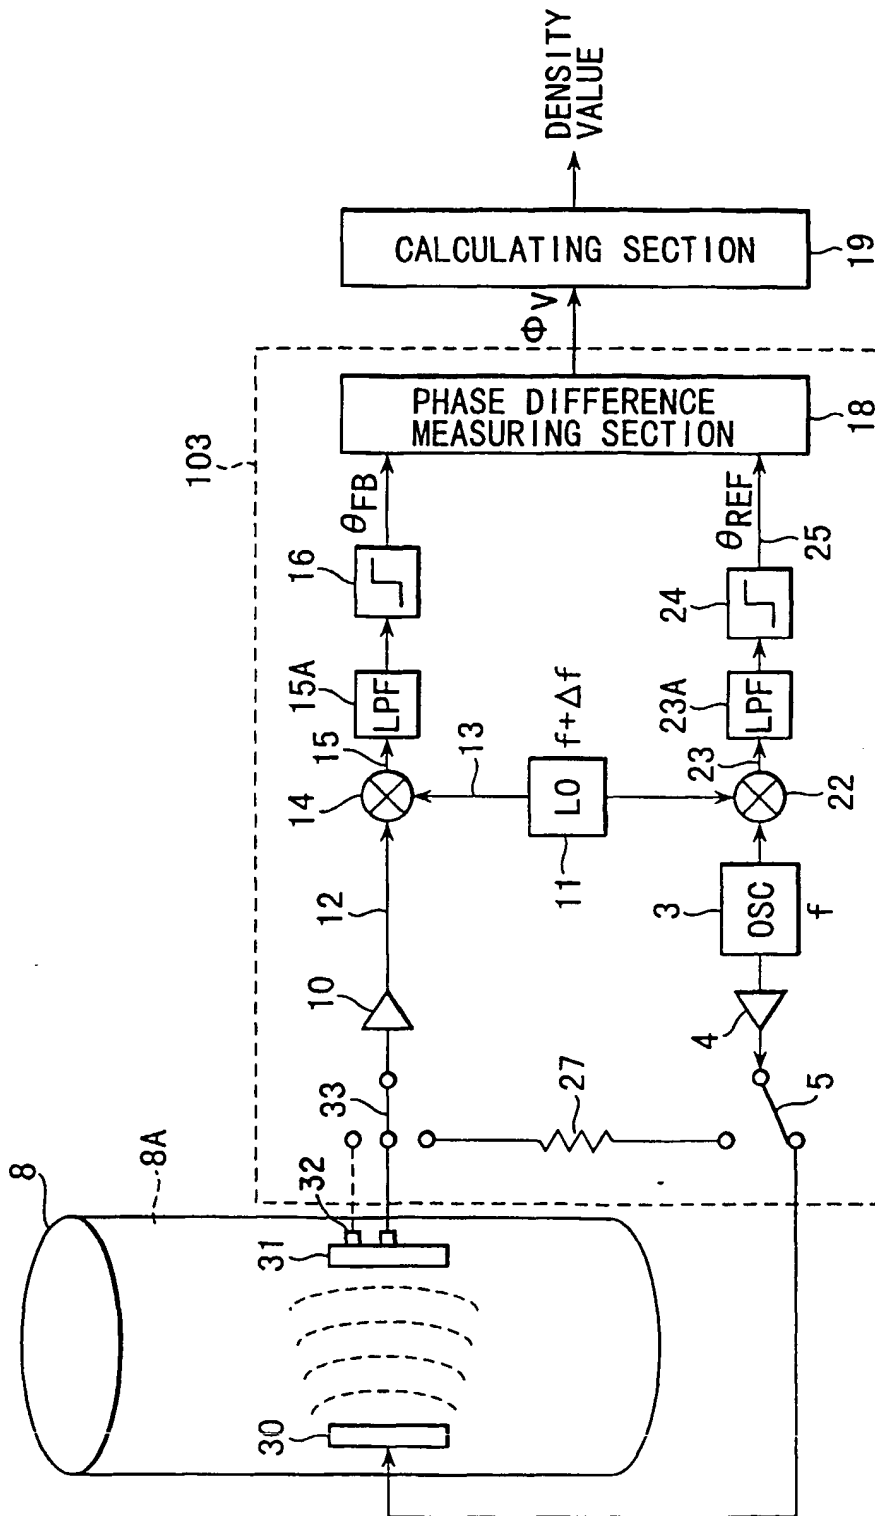 8
8A
32
31
30
103
33
10
12
14
15
15A
LPF
16
θFB
13
LO
f+Δf
11
27
5
4
3
OSC
f
22
23
23A
LPF
24
25
θREF
PHASE DIFFERENCE
MEASURING SECTION
18
ΦV
CALCULATING SECTION
19
DENSITY
VALUE